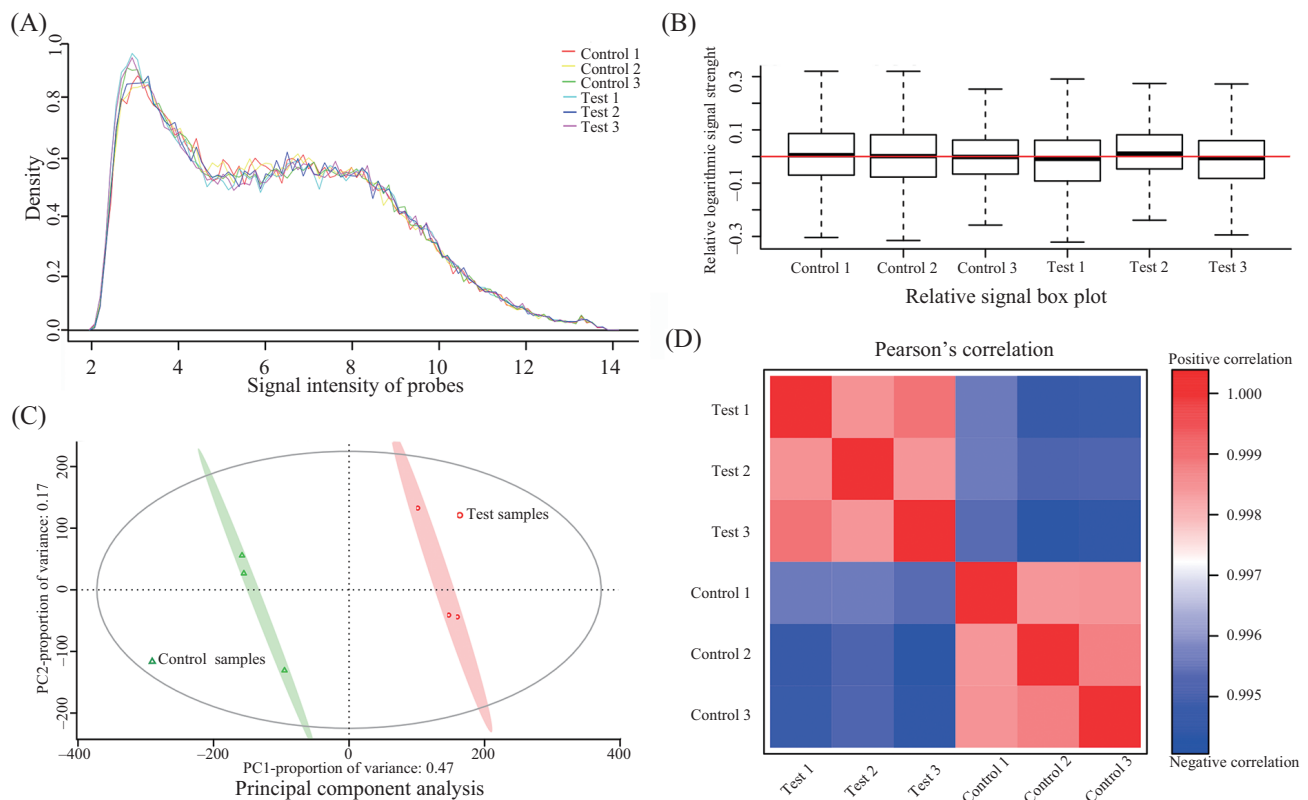 (A)
1.0
0.8
0.6
0.4
0.2
0.0
Density
Control 1
Control 2
Control 3
Test 1
Test 2
Test 3
2 4 6 8 10 12 14
Signal intensity of probes
(B)
Relative logarithmic signal strenght
0.3
0.1
−0.1
−0.3
Control 1 Control 2 Control 3 Test 1 Test 2 Test 3
Relative signal box plot
(C)
PC2-proportion of variance: 0.17
200
100
0
−100
−200
Test samples
Control samples
−400 −200 0 200 400
PC1-proportion of variance: 0.47
Principal component analysis
(D)
Pearson's correlation
Positive correlation
Test 1
Test 2
Test 3
Control 1
Control 2
Control 3
Test 1 Test 2 Test 3 Control 1 Control 2 Control 3
1.000
0.999
0.998
0.997
0.996
0.995
Negative correlation